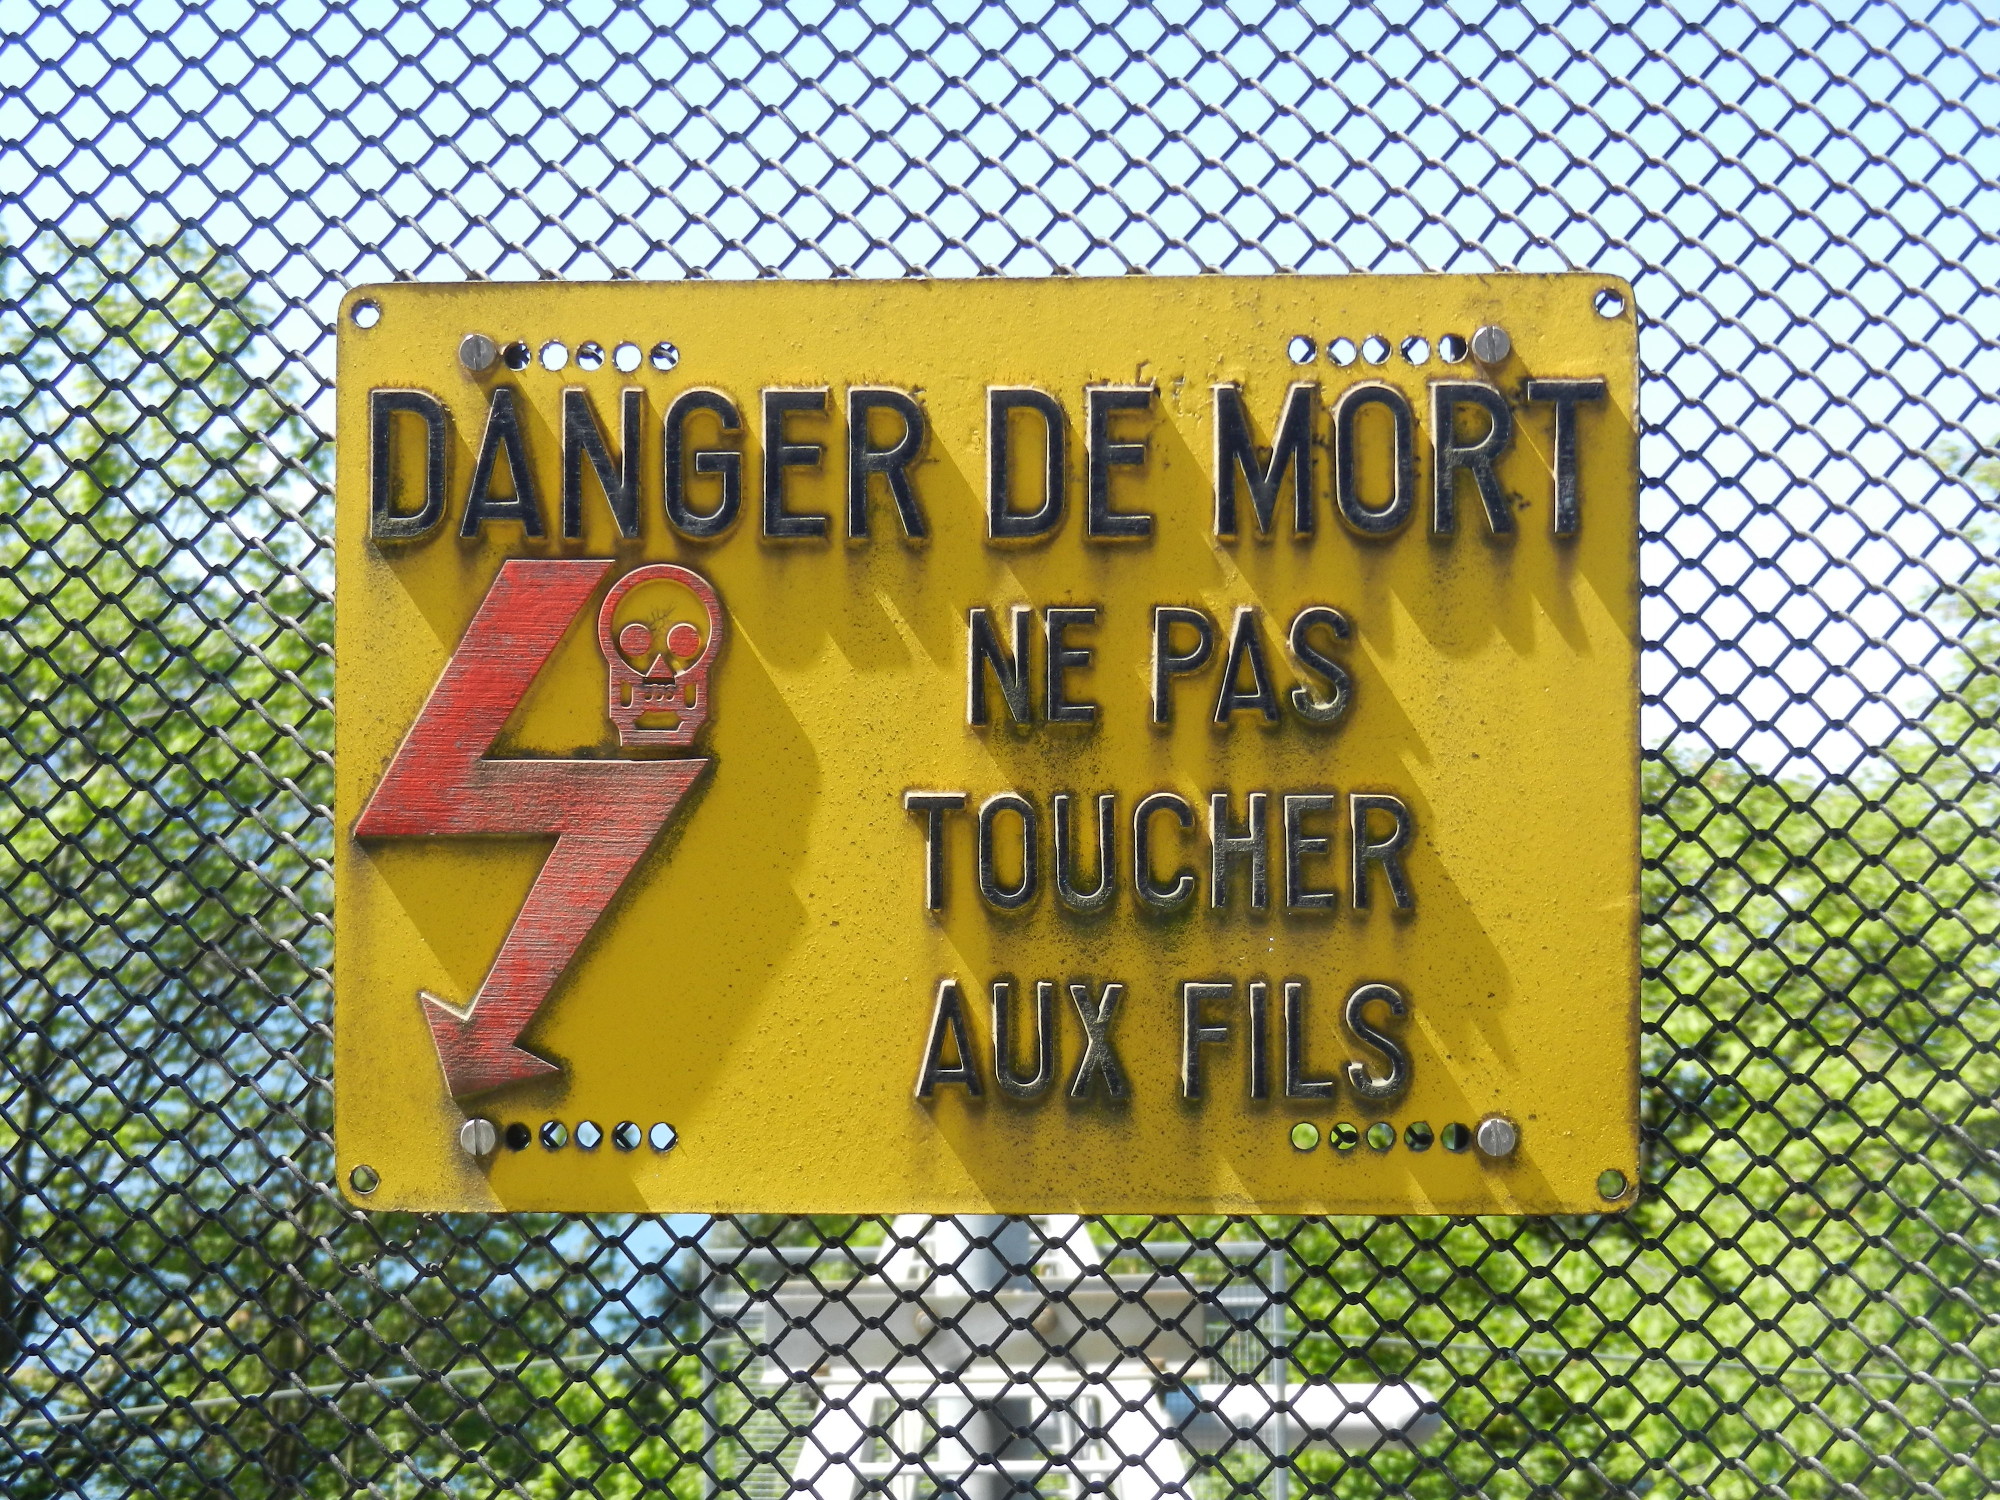 DANGER DE MORT
NE PAS
TOUCHER
AUX FILS